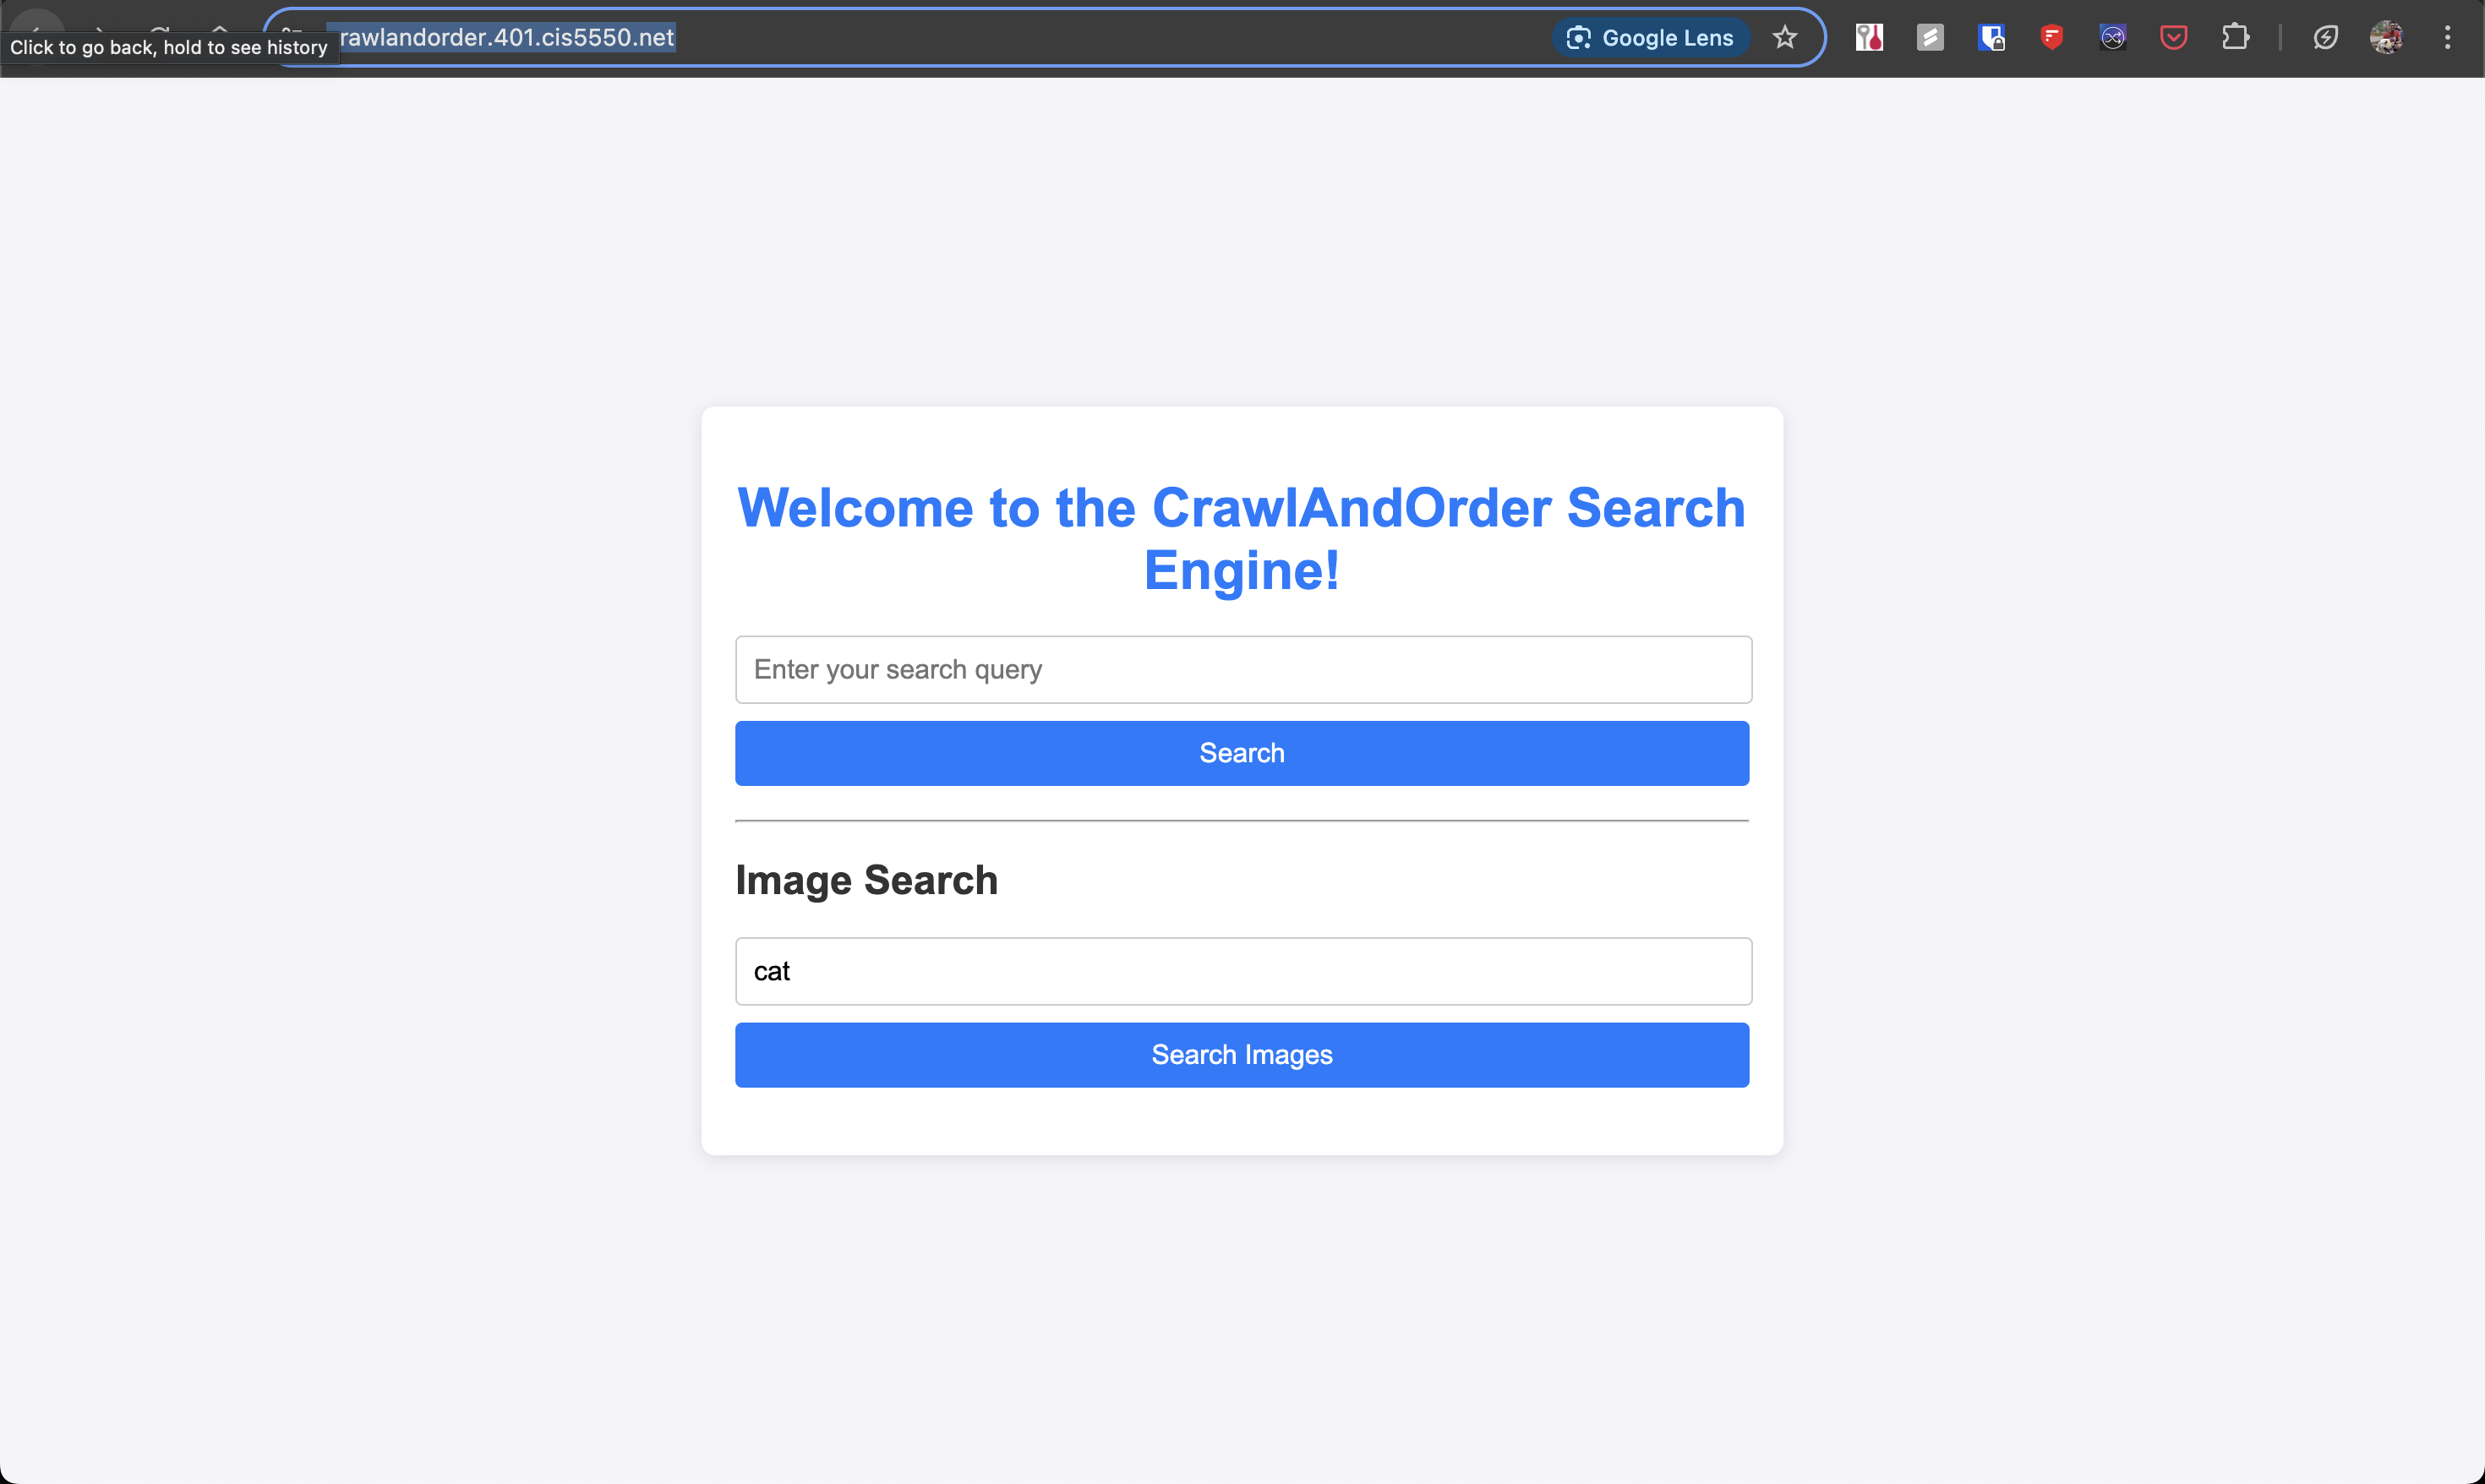 rawlandorder.401.cis5550.net
Google Lens
Click to go back, hold to see history
Welcome to the CrawlAndOrder Search
Engine!
Enter your search query
Search
Image Search
cat
Search Images